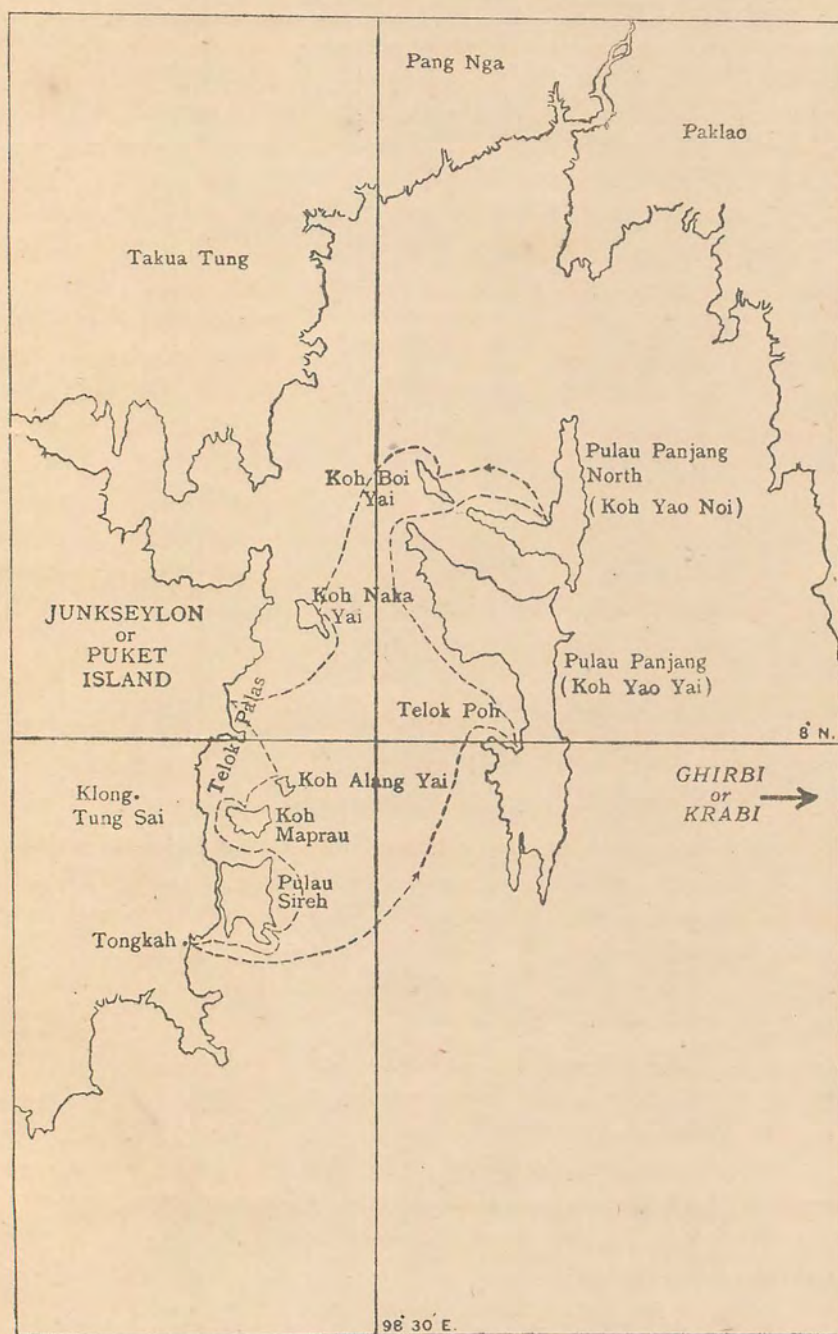 Pang Nga
Paklao
Takua Tung
Koh Boi
Yai
Pulau Panjang
North
(Koh Yao Noi)
Koh Naka
Yai
JUNKSEYLON
or
PUKET
ISLAND
Pulau Panjang
(Koh Yao Yai)
Telok Palas
Telok Poh
8° N.
Klong.
Tung Sai
Koh Alang Yai
Koh
Maprau
GHIRBI
or
KRABI
Pulau
Sireh
Tongkah
98° 30′ E.